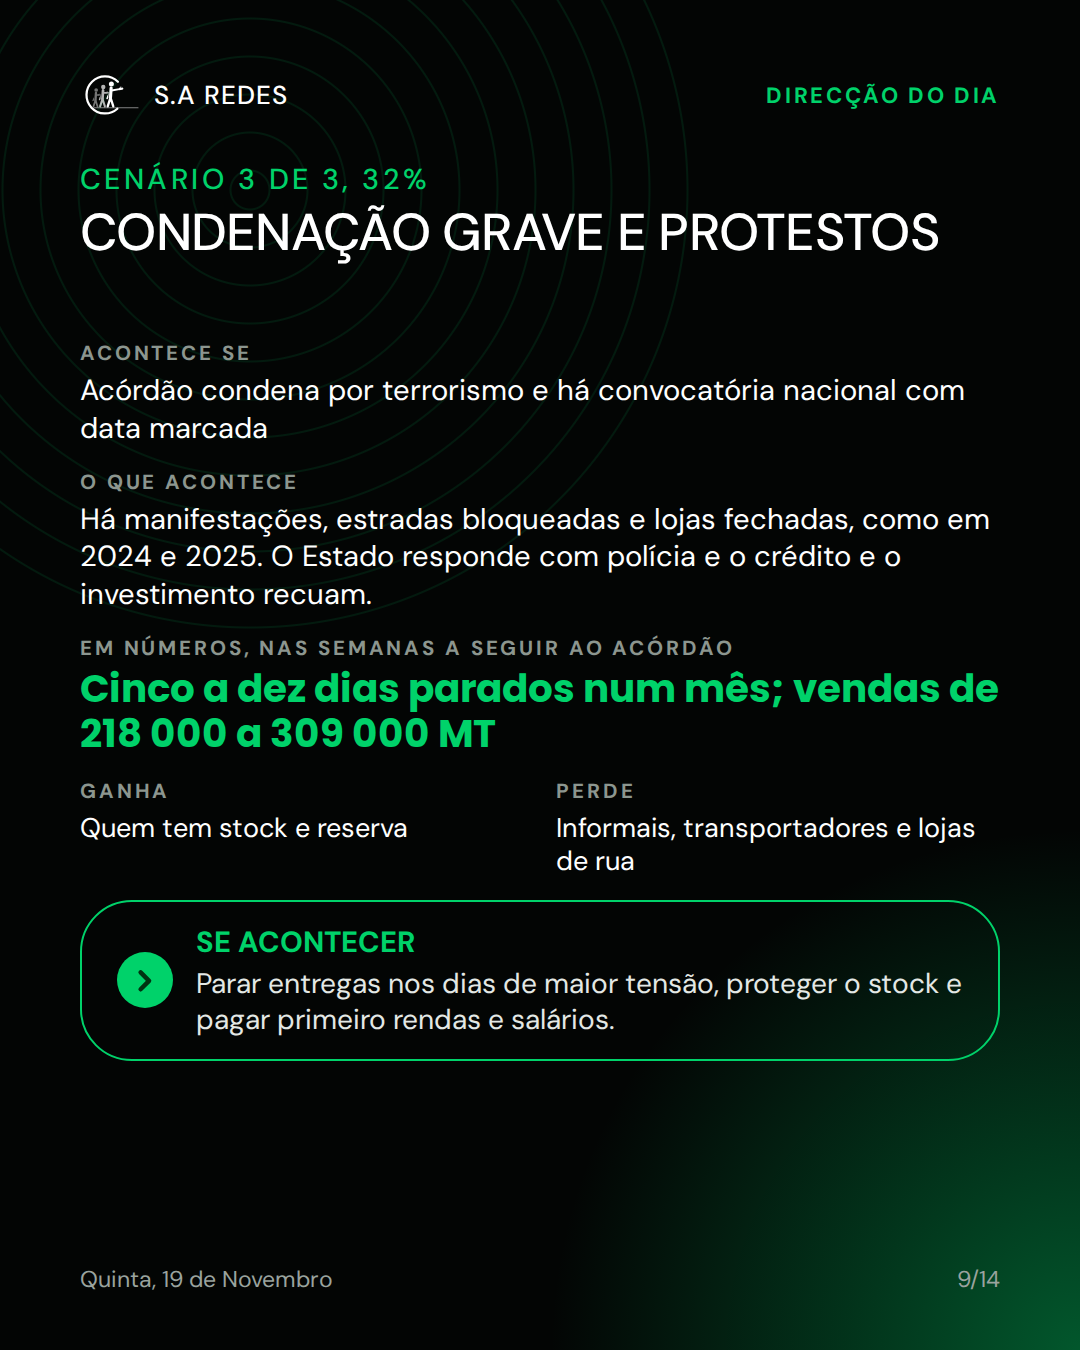 S.A REDES
DIRECÇÃO DO DIA
CENÁRIO 3 DE 3, 32%
CONDENAÇÃO GRAVE E PROTESTOS
ACONTECE SE
Acórdão condena por terrorismo e há convocatória nacional com
data marcada
O QUE ACONTECE
Há manifestações, estradas bloqueadas e lojas fechadas, como em
2024 e 2025. O Estado responde com polícia e o crédito e o
investimento recuam.
EM NÚMEROS, NAS SEMANAS A SEGUIR AO ACÓRDÃO
Cinco a dez dias parados num mês; vendas de
218 000 a 309 000 MT
GANHA
Quem tem stock e reserva
PERDE
Informais, transportadores e lojas
de rua
SE ACONTECER
Parar entregas nos dias de maior tensão, proteger o stock e
pagar primeiro rendas e salários.
Quinta, 19 de Novembro
9/14